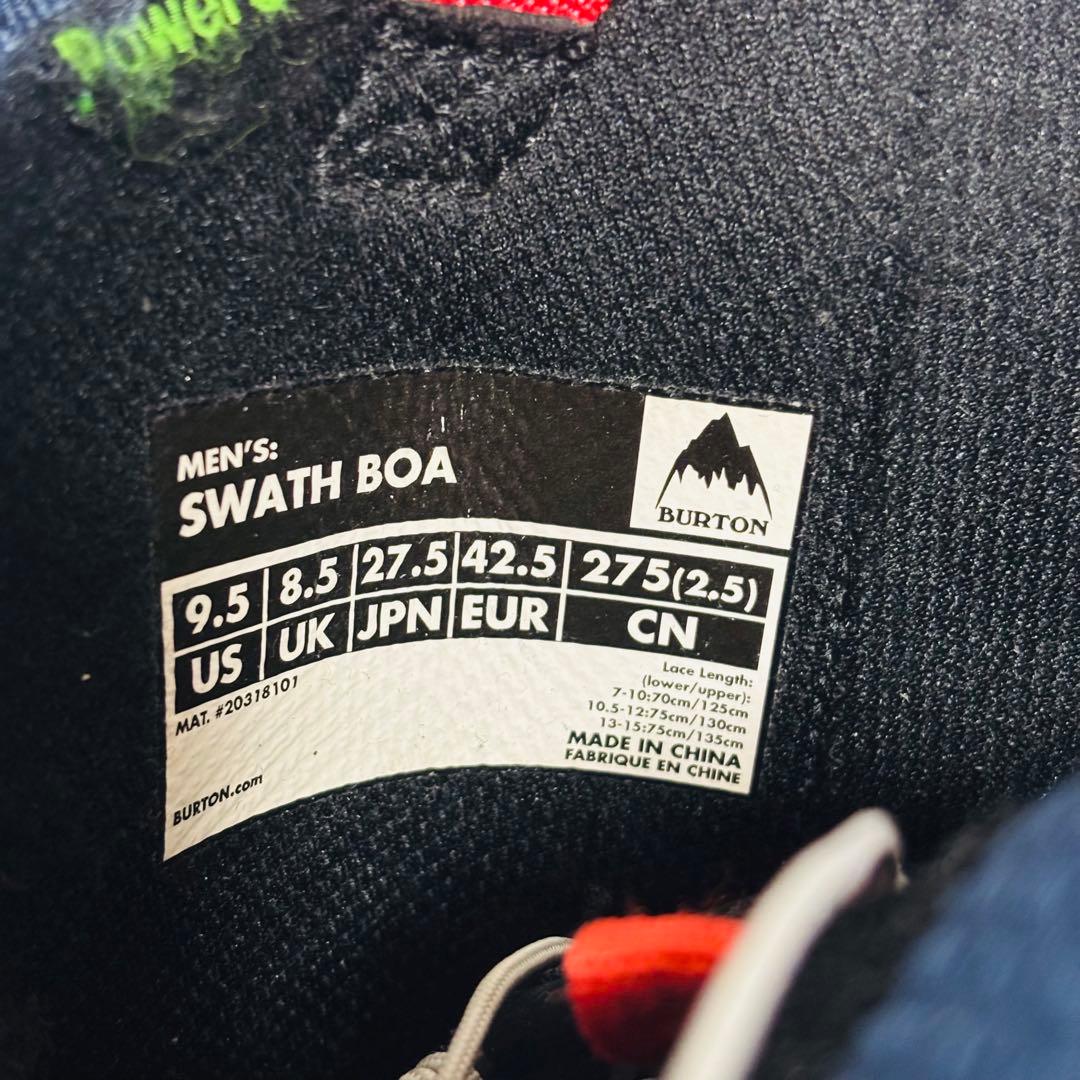 Power
MEN'S:
SWATH BOA
BURTON
9.5 8.5 27.5 42.5 275(2.5)
US UK JPN EUR CN
MAT. #20318101
Lace Length:
(lower/upper):
7-10:70cm/125cm
10.5-12:75cm/130cm
13-15:75cm/135cm
MADE IN CHINA
FABRIQUE EN CHINE
BURTON.com